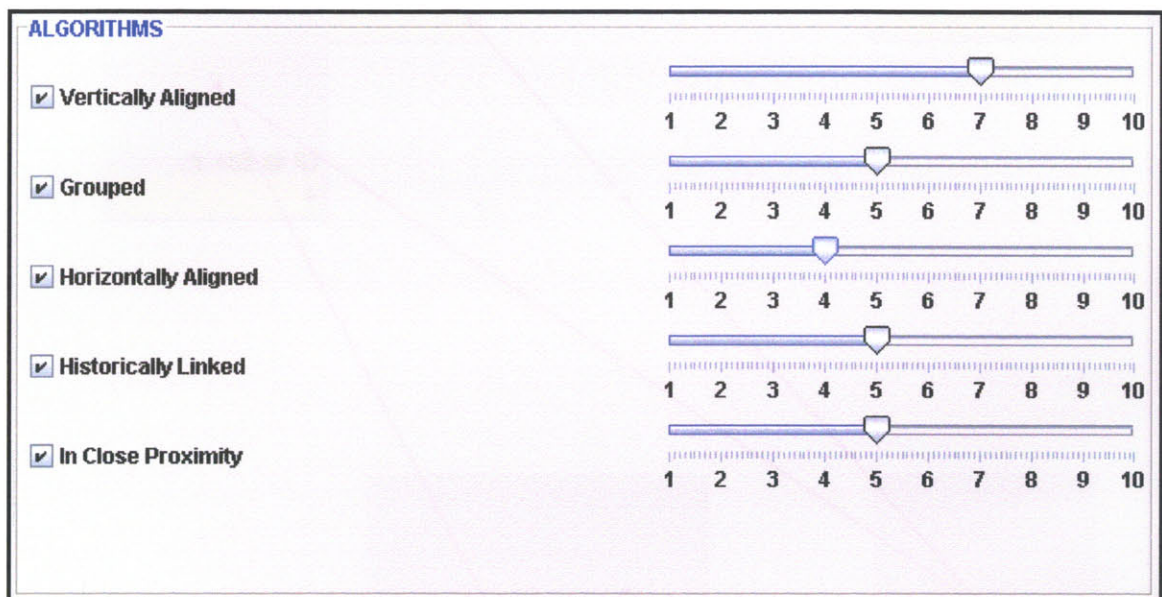 ALGORITHMS
Vertically Aligned
1 2 3 4 5 6 7 8 9 10
Grouped
1 2 3 4 5 6 7 8 9 10
Horizontally Aligned
1 2 3 4 5 6 7 8 9 10
Historically Linked
1 2 3 4 5 6 7 8 9 10
In Close Proximity
1 2 3 4 5 6 7 8 9 10